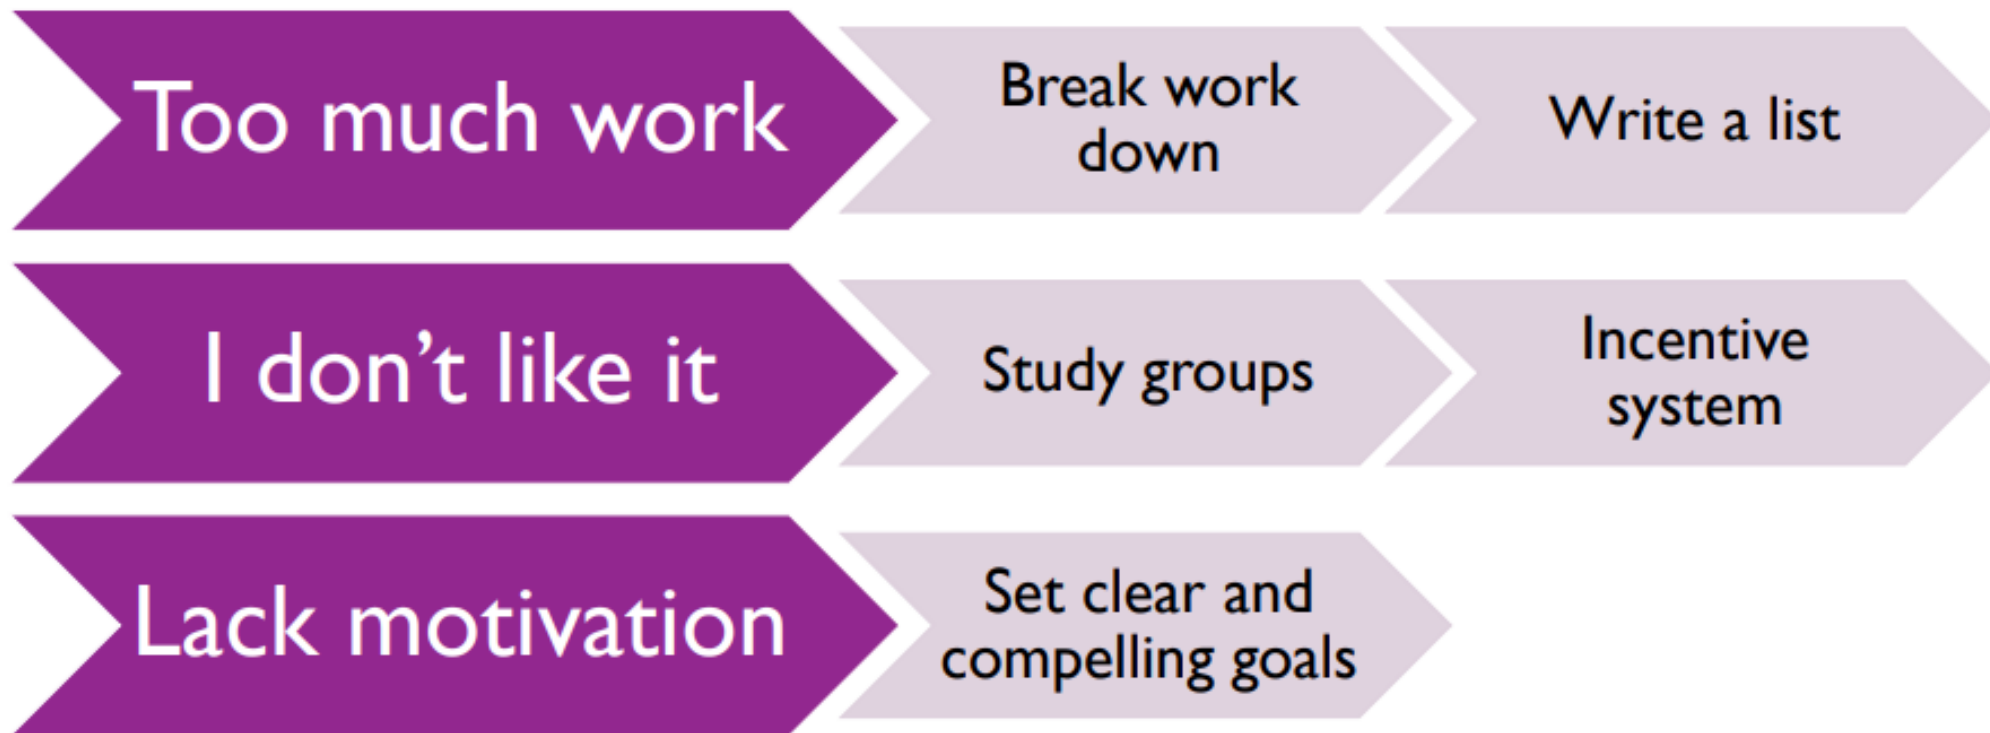 Too much work
Break work
down
Write a list
I don’t like it
Study groups
Incentive
system
Lack motivation
Set clear and
compelling goals